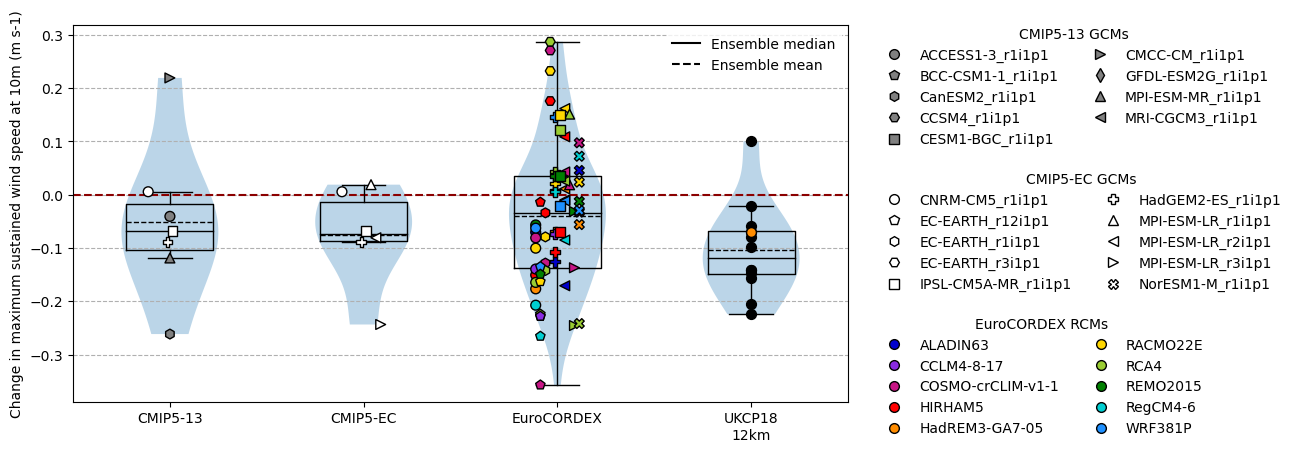 Change in maximum sustained wind speed at 10m (m s-1)
0.3
0.2
0.1
0.0
−0.1
−0.2
−0.3
Ensemble median
Ensemble mean
CMIP5-13
CMIP5-EC
EuroCORDEX
UKCP18
12km
CMIP5-13 GCMs
ACCESS1-3_r1i1p1
BCC-CSM1-1_r1i1p1
CanESM2_r1i1p1
CCSM4_r1i1p1
CESM1-BGC_r1i1p1
CMCC-CM_r1i1p1
GFDL-ESM2G_r1i1p1
MPI-ESM-MR_r1i1p1
MRI-CGCM3_r1i1p1
CMIP5-EC GCMs
CNRM-CM5_r1i1p1
EC-EARTH_r12i1p1
EC-EARTH_r1i1p1
EC-EARTH_r3i1p1
IPSL-CM5A-MR_r1i1p1
HadGEM2-ES_r1i1p1
MPI-ESM-LR_r1i1p1
MPI-ESM-LR_r2i1p1
MPI-ESM-LR_r3i1p1
NorESM1-M_r1i1p1
EuroCORDEX RCMs
ALADIN63
CCLM4-8-17
COSMO-crCLIM-v1-1
HIRHAM5
HadREM3-GA7-05
RACMO22E
RCA4
REMO2015
RegCM4-6
WRF381P